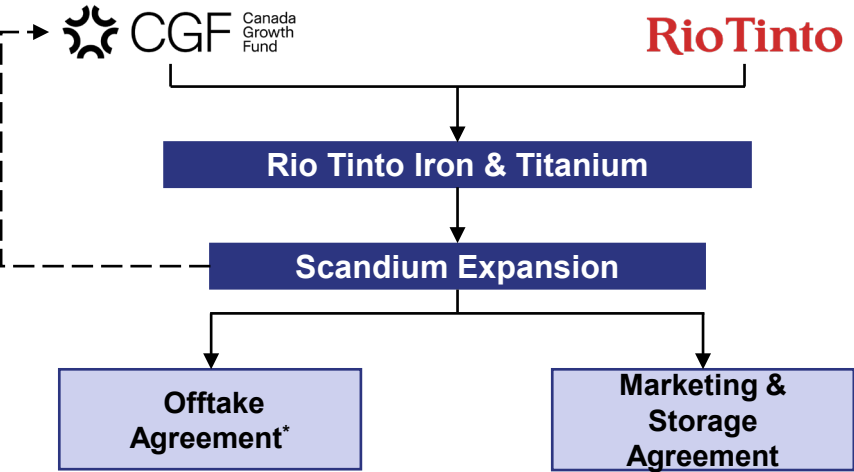 CGF
Canada
Growth
Fund
RioTinto
Rio Tinto Iron & Titanium
Scandium Expansion
Offtake
Agreement*
Marketing &
Storage
Agreement